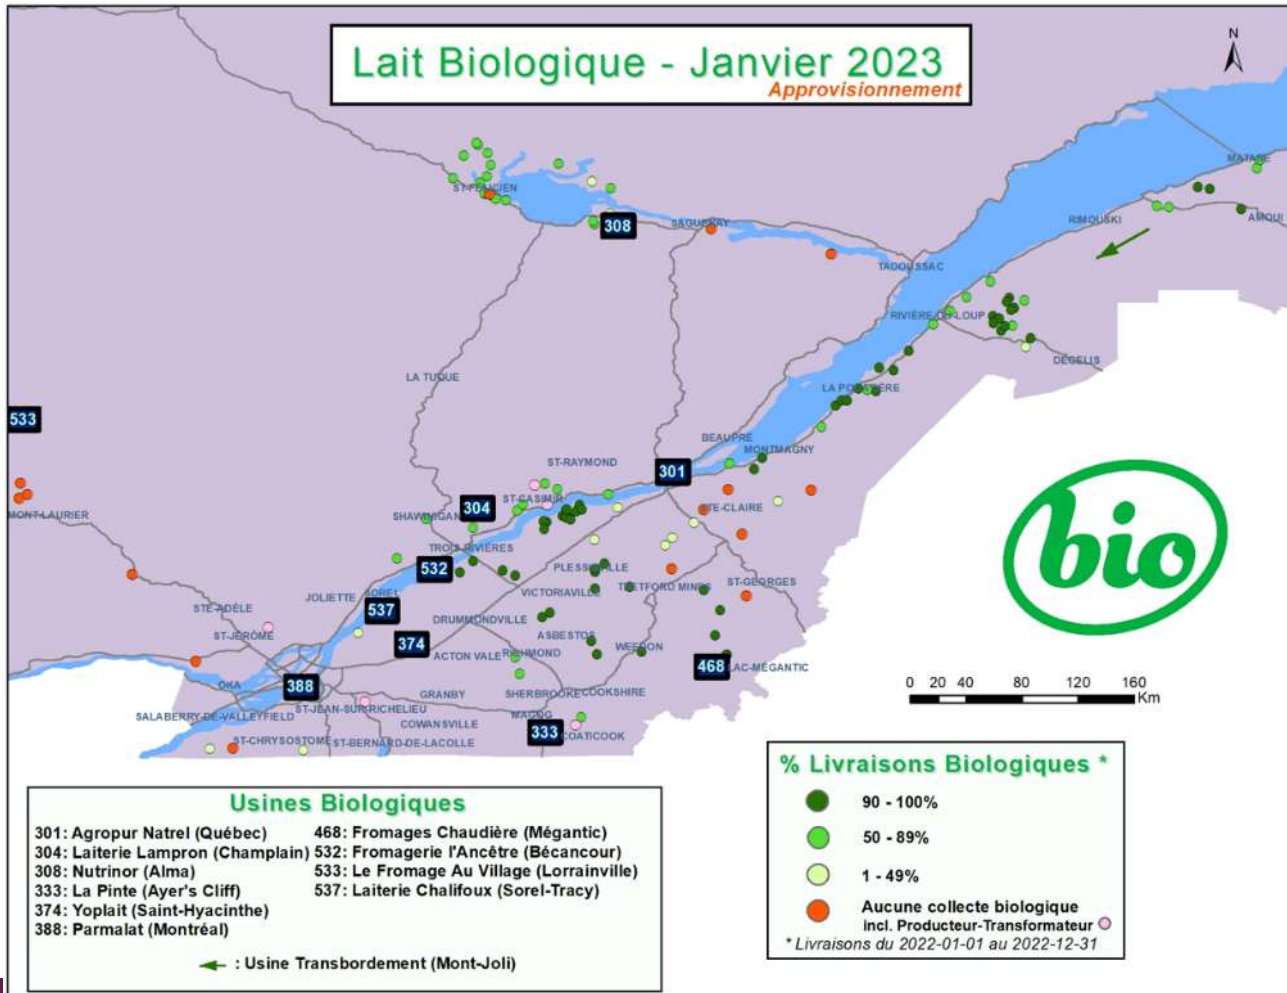 Lait Biologique - Janvier 2023
Approvisionnement
N
MATANE
ST-FELICIEN
RIMOUSKI
AMQUI
308
SAGUENAY
TADOUSSAC
RIVIÈRE-DU-LOUP
DÉGELIS
LA TUQUE
LA POCATIÈRE
533
BEAUPRÉ
MONTMAGNY
ST-RAYMOND
301
ST-CASIMIR
304
STE-CLAIRE
SHAWINIGAN
MONT-LAURIER
TROIS-RIVIÈRES
532
PLESSISVILLE
THETFORD MINES
ST-GEORGES
VICTORIAVILLE
JOLIETTE
SOREL
STE-ADÈLE
537
DRUMMONDVILLE
ST-JÉRÔME
ASBESTOS
374
WEEDON
ACTON VALE
RICHMOND
468
LAC-MÉGANTIC
OKA
388
GRANBY
SHERBROOKE
COOKSHIRE
ST-JEAN-SUR-RICHELIEU
SALABERRY-DE-VALLEYFIELD
MAGOG
COWANSVILLE
333
COATICOOK
ST-CHRYSOSTOME
ST-BERNARD-DE-LACOLLE
bio
0 20 40 80 120 160
Km
% Livraisons Biologiques *
90 - 100%
50 - 89%
1 - 49%
Aucune collecte biologique
incl. Producteur-Transformateur
* Livraisons du 2022-01-01 au 2022-12-31
Usines Biologiques
301: Agropur Natrel (Québec)
304: Laiterie Lampron (Champlain)
308: Nutrinor (Alma)
333: La Pinte (Ayer's Cliff)
374: Yoplait (Saint-Hyacinthe)
388: Parmalat (Montréal)
468: Fromages Chaudière (Mégantic)
532: Fromagerie l'Ancêtre (Bécancour)
533: Le Fromage Au Village (Lorrainville)
537: Laiterie Chalifoux (Sorel-Tracy)
: Usine Transbordement (Mont-Joli)